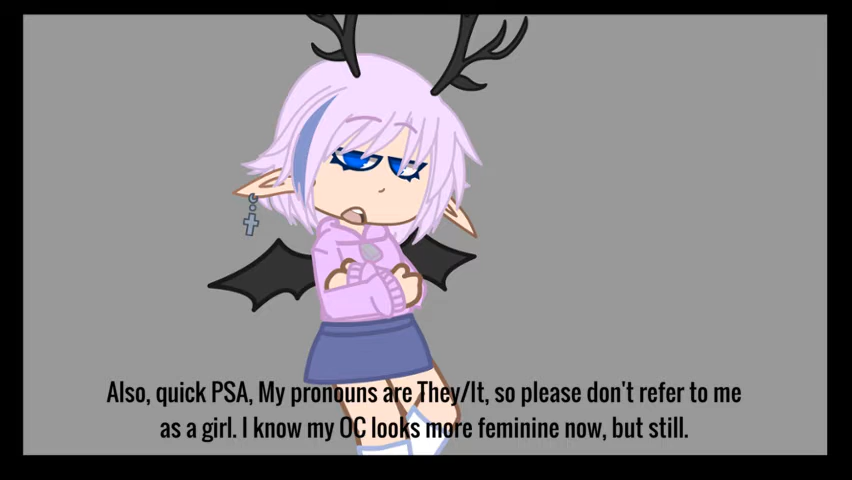 Also, quick PSA, My pronouns are They/It, so please don't refer to me
as a girl. I know my OC looks more feminine now, but still.